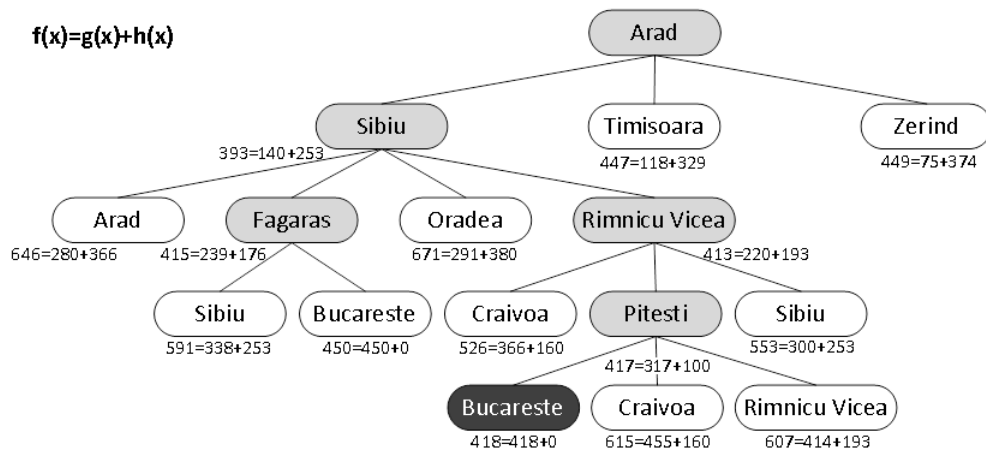 f(x)=g(x)+h(x)
Arad
Sibiu
Timisoara
Zerind
393=140+253
447=118+329
449=75+374
Arad
Fagaras
Oradea
Rimnicu Vicea
646=280+366
415=239+176
671=291+380
413=220+193
Sibiu
Bucareste
Craivoa
Pitesti
Sibiu
591=338+253
450=450+0
526=366+160
417=317+100
553=300+253
Bucareste
Craivoa
Rimnicu Vicea
418=418+0
615=455+160
607=414+193